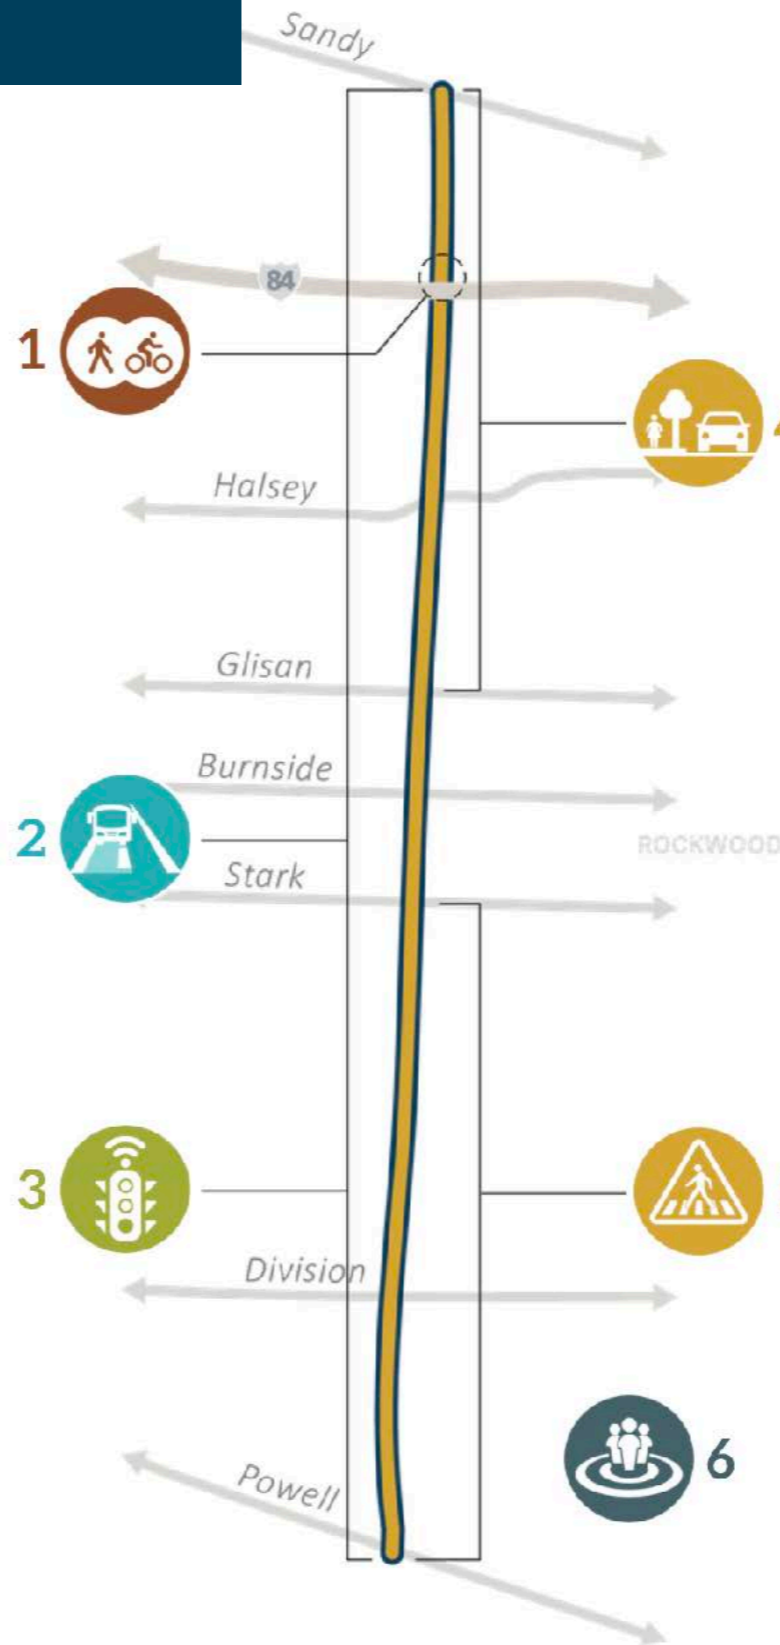 Sandy
84
1
Halsey
Glisan
Burnside
2
ROCKWOOD
Stark
3
Division
6
Powell